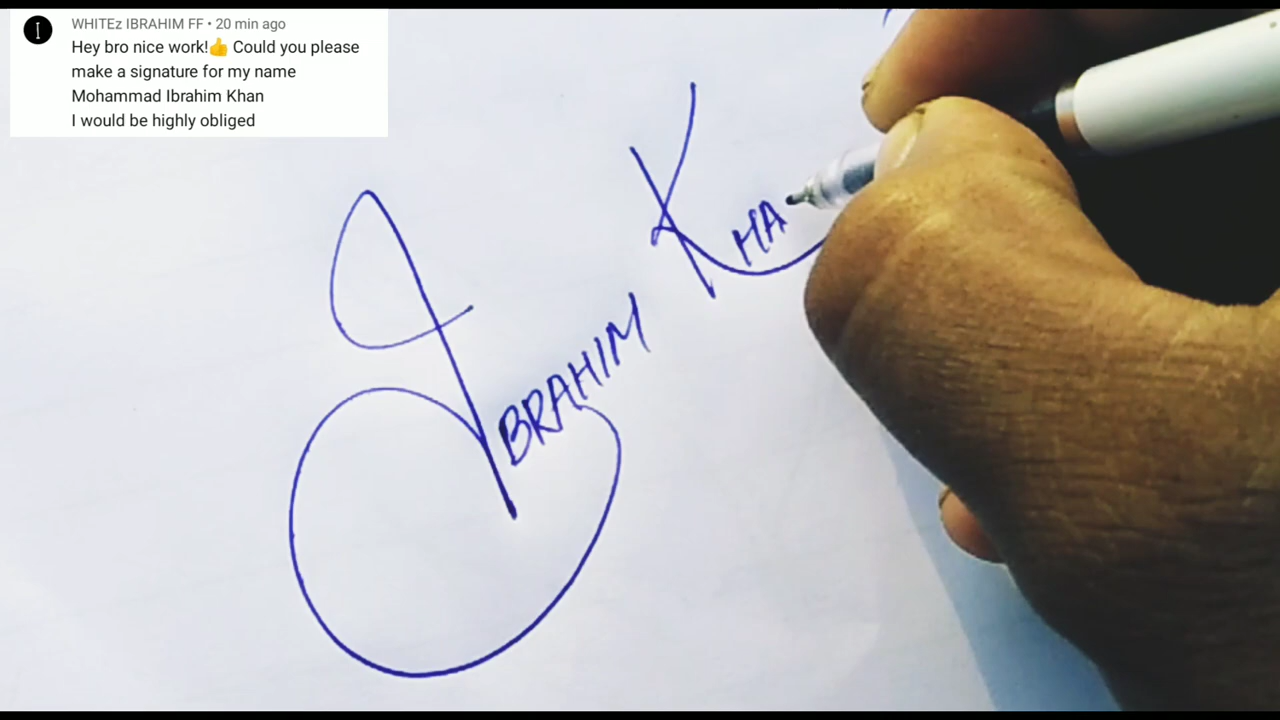 I
WHITEz IBRAHIM FF • 20 min ago
Hey bro nice work!👍 Could you please
make a signature for my name
Mohammad Ibrahim Khan
I would be highly obliged
IBRAHIM KHA